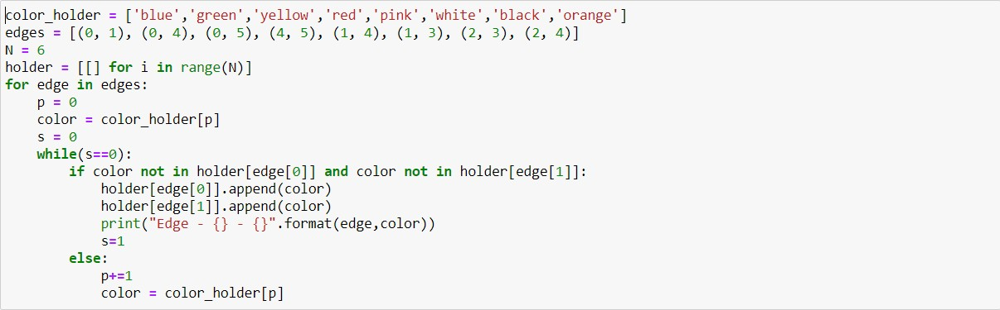 color_holder = ['blue','green','yellow','red','pink','white','black','orange']
edges = [(0, 1), (0, 4), (0, 5), (4, 5), (1, 4), (1, 3), (2, 3), (2, 4)]
N = 6
holder = [[] for i in range(N)]
for edge in edges:
    p = 0
    color = color_holder[p]
    s = 0
    while(s==0):
        if color not in holder[edge[0]] and color not in holder[edge[1]]:
            holder[edge[0]].append(color)
            holder[edge[1]].append(color)
            print("Edge - {} - {}".format(edge,color))
            s=1
        else:
            p+=1
            color = color_holder[p]